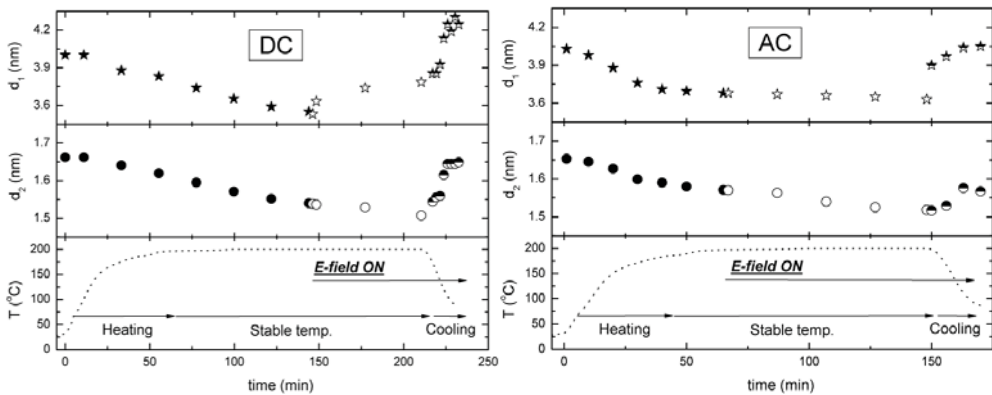 DC
d₁ (nm)
4.2
3.9
3.6
d₂ (nm)
1.7
1.6
1.5
T (°C)
200
150
100
50
0
E-field ON
Heating
Stable temp.
Cooling
0 50 100 150 200 250
time (min)
AC
d₁ (nm)
4.2
3.9
3.6
d₂ (nm)
1.7
1.6
1.5
T (°C)
200
150
100
50
0
E-field ON
Heating
Stable temp.
Cooling
0 50 100 150
time (min)